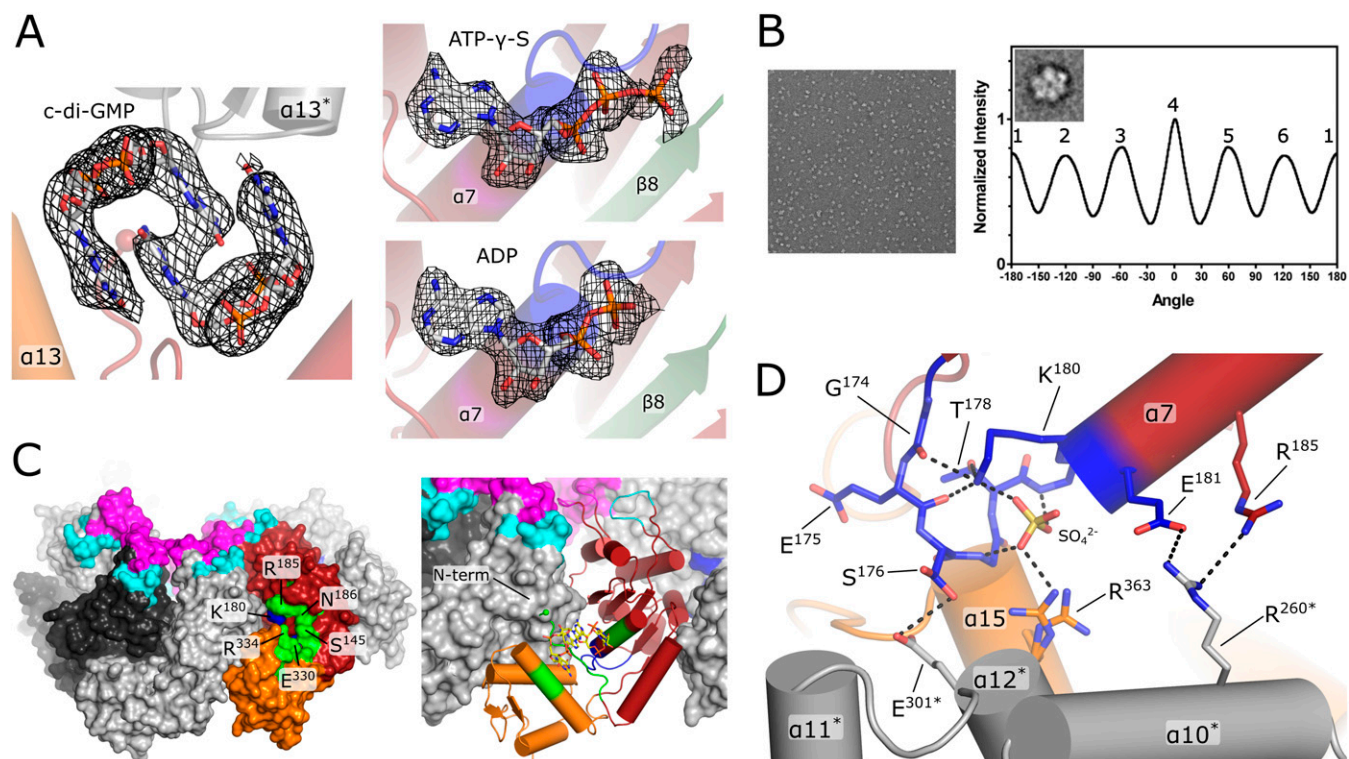 A
c-di-GMP
α13*
α13
ATP-γ-S
α7
β8
ADP
α7
β8
B
Normalized Intensity
1
0
1 2 3 4 5 6 1
-180 -150 -120 -90 -60 -30 0 30 60 90 120 150 180
Angle
C
R185
K180
N186
R334
S145
E330
N-term
D
G174
T178
K180
α7
R185
E181
E175
SO₄²⁻
S176
R363
α15
R260*
α12*
E301*
α11*
α10*